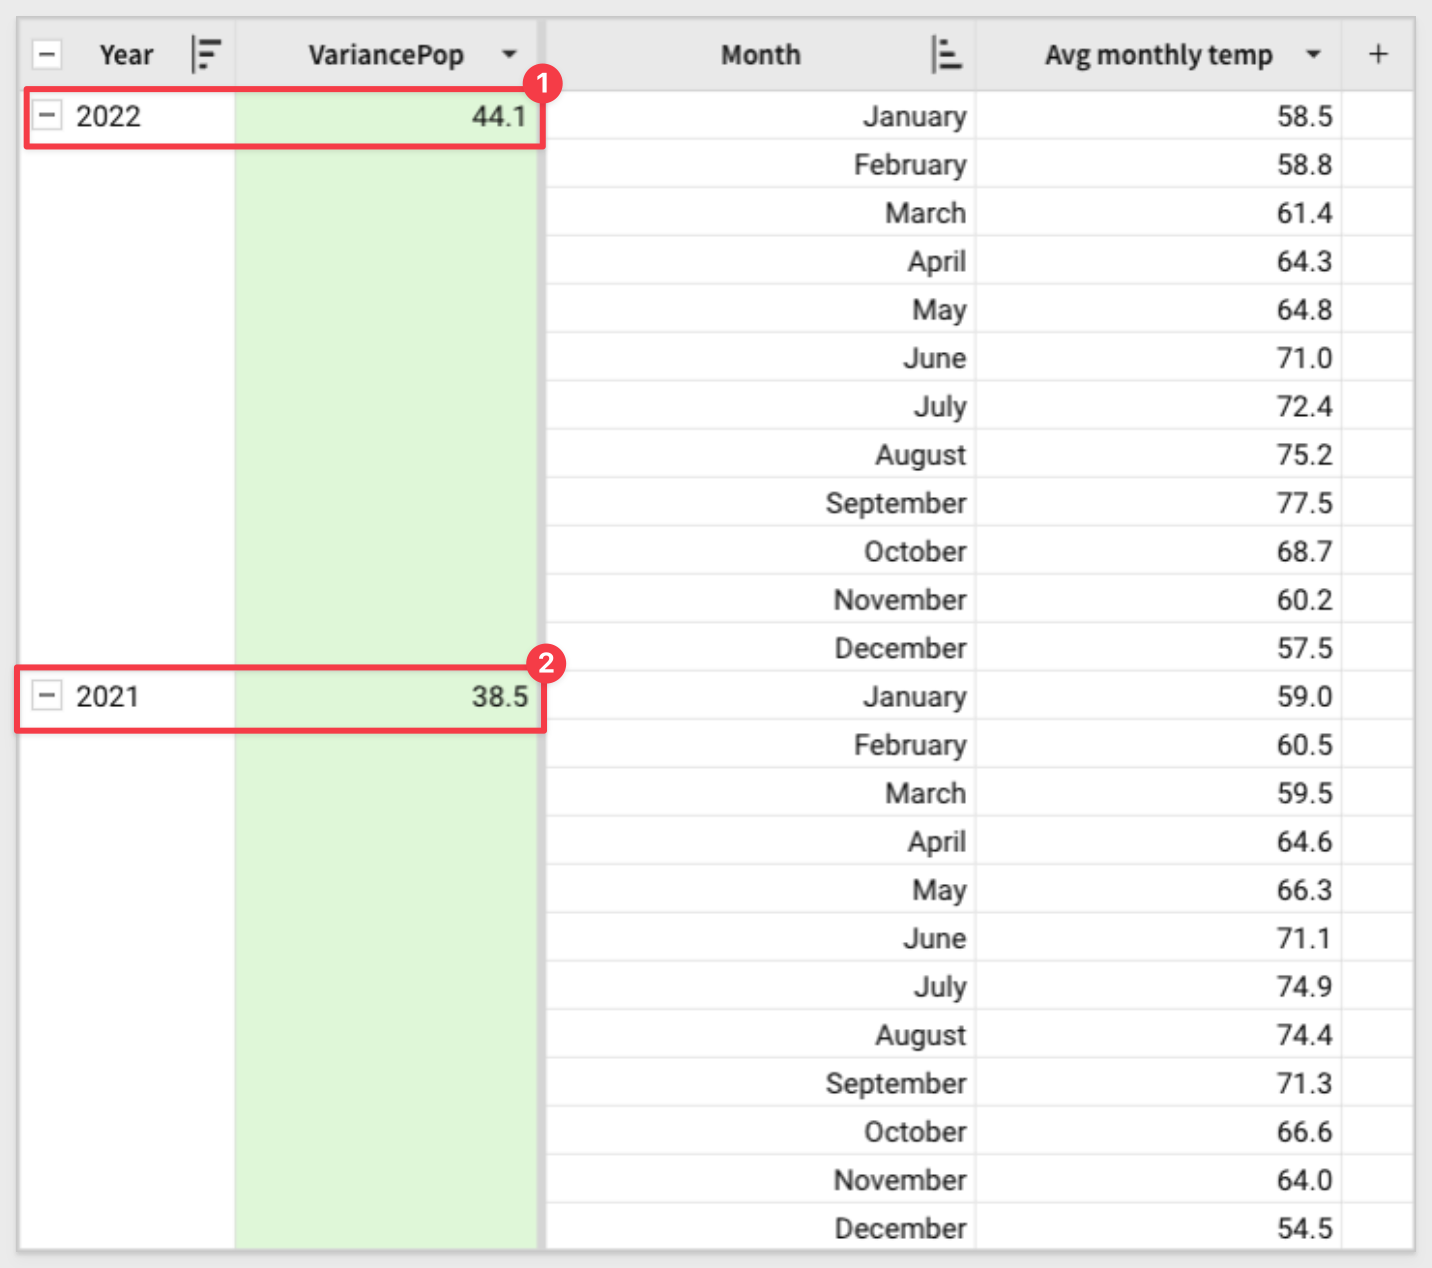 Year VariancePop Month Avg monthly temp +
1
2022 44.1 January 58.5
February 58.8
March 61.4
April 64.3
May 64.8
June 71.0
July 72.4
August 75.2
September 77.5
October 68.7
November 60.2
December 57.5
2
2021 38.5 January 59.0
February 60.5
March 59.5
April 64.6
May 66.3
June 71.1
July 74.9
August 74.4
September 71.3
October 66.6
November 64.0
December 54.5